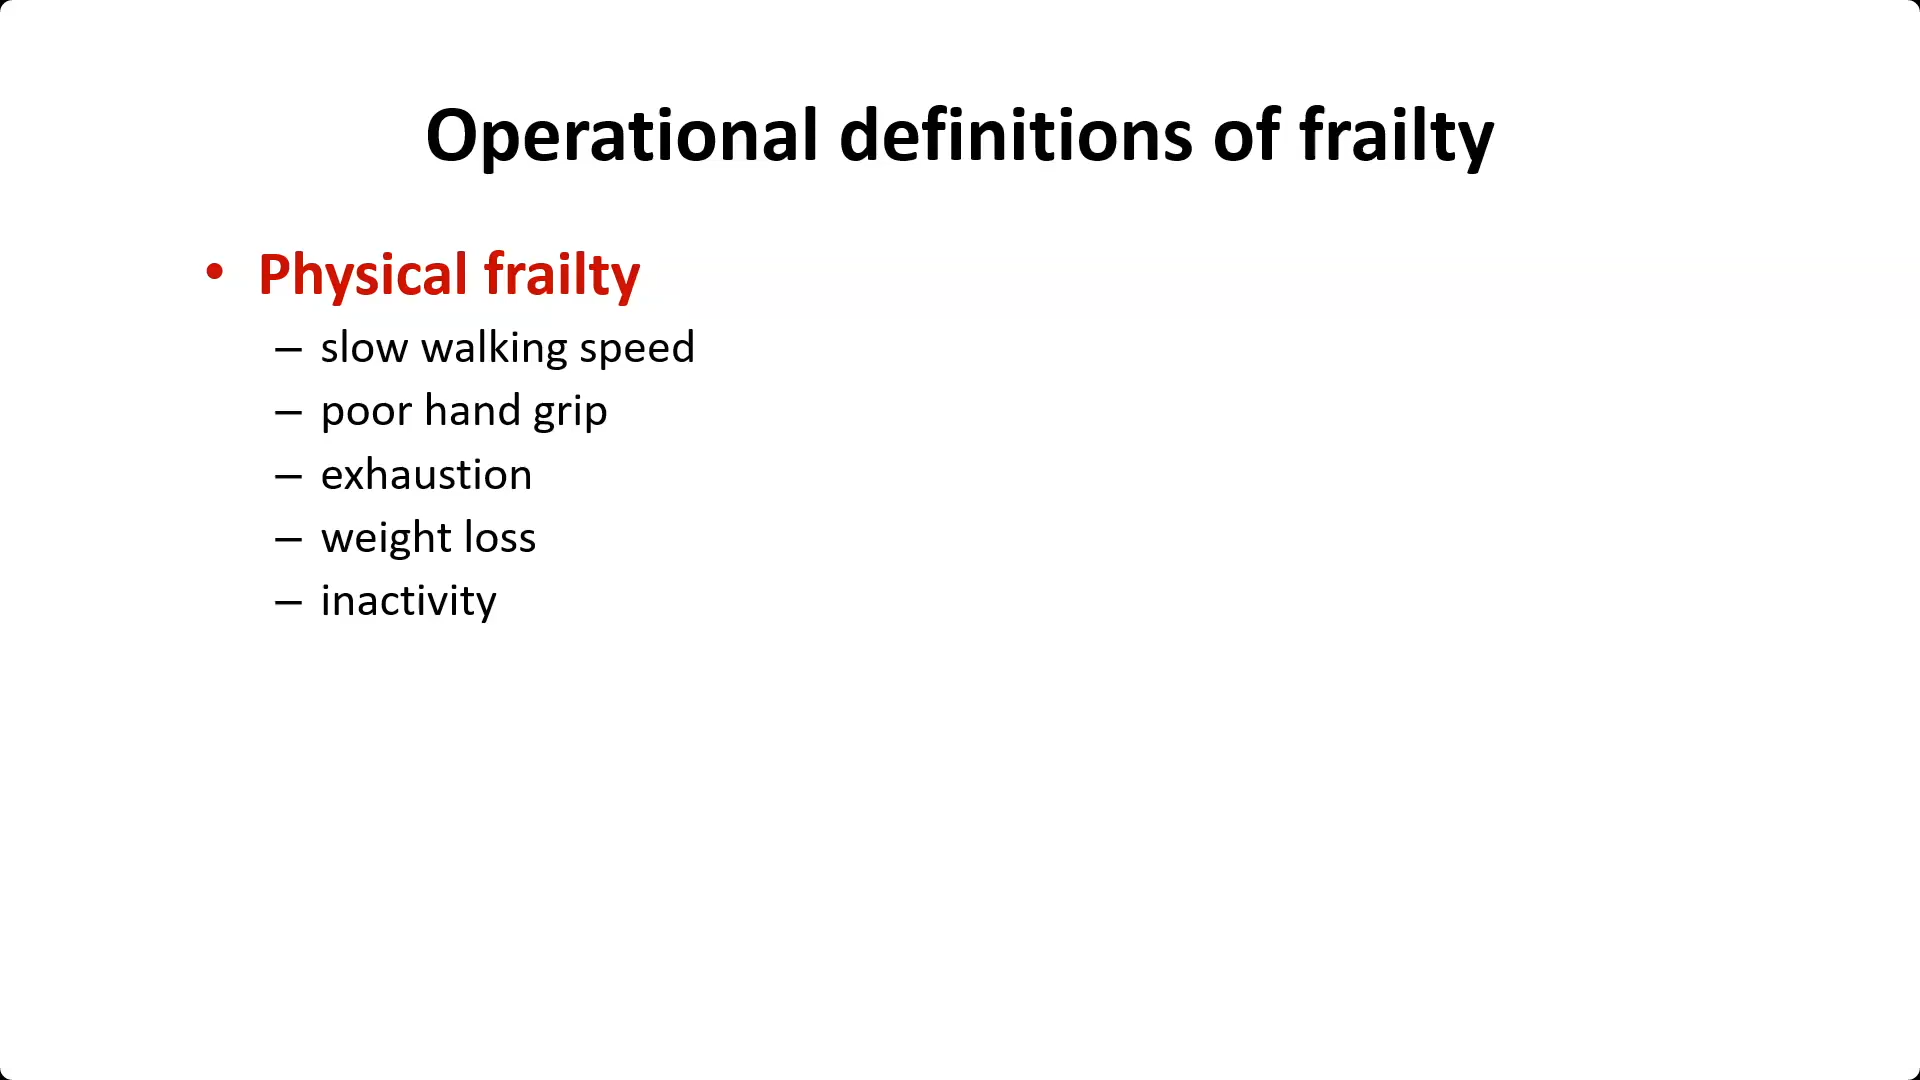 Operational definitions of frailty
• Physical frailty
– slow walking speed
– poor hand grip
– exhaustion
– weight loss
– inactivity